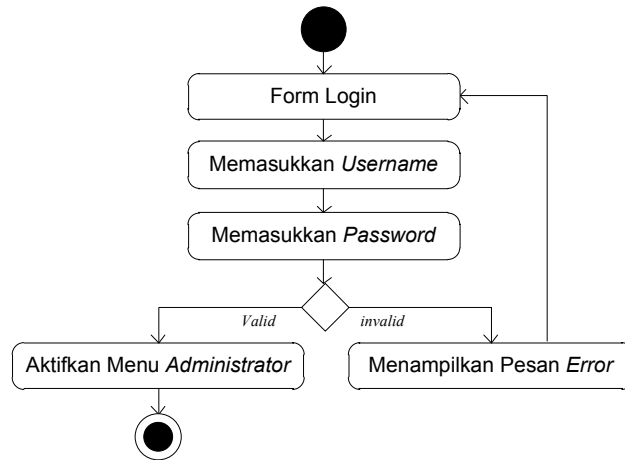 Form Login
Memasukkan Username
Memasukkan Password
Valid
invalid
Aktifkan Menu Administrator
Menampilkan Pesan Error